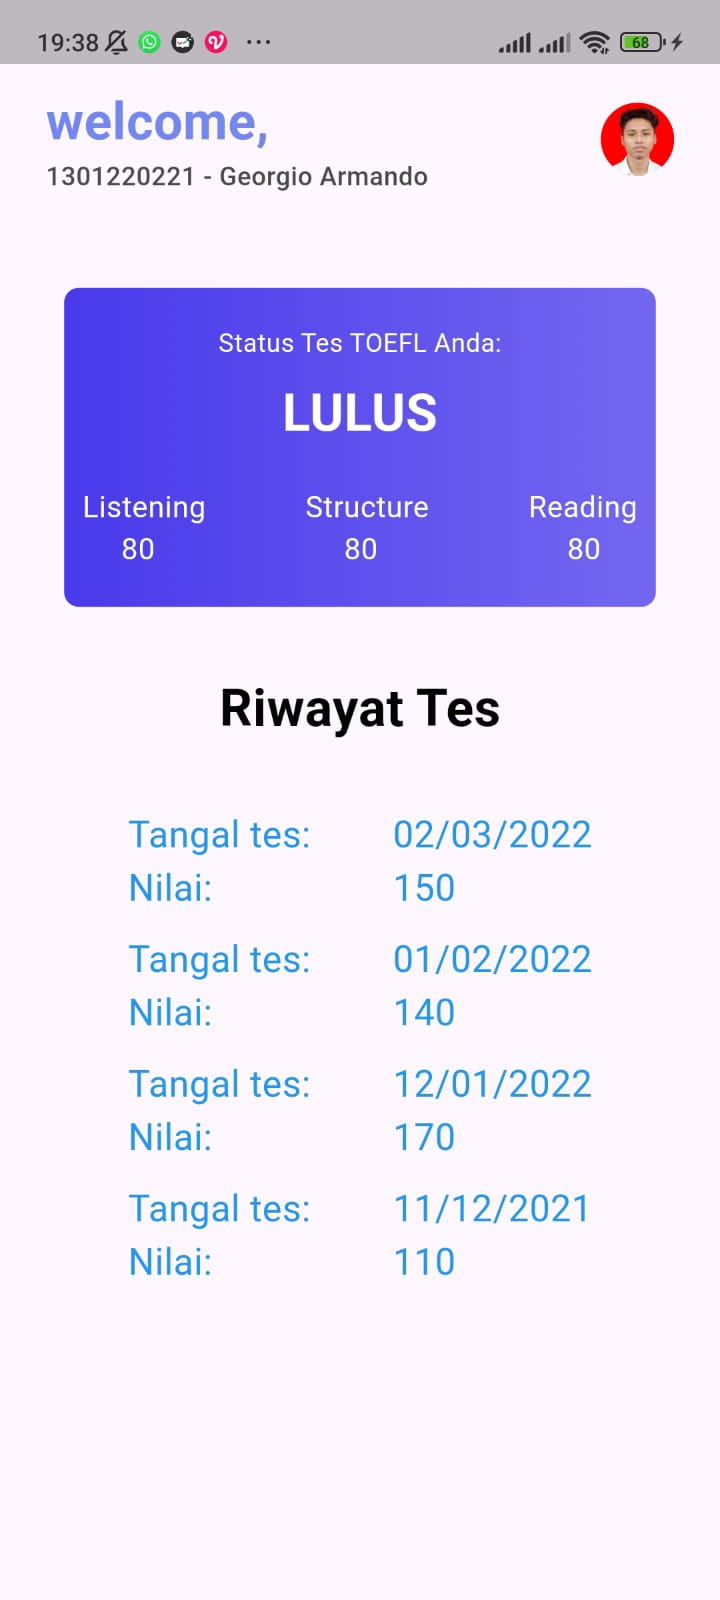 19:38 ... 68
welcome,
1301220221 - Georgio Armando
Status Tes TOEFL Anda:
LULUS
Listening Structure Reading
80 80 80
Riwayat Tes
Tangal tes: 02/03/2022
Nilai: 150
Tangal tes: 01/02/2022
Nilai: 140
Tangal tes: 12/01/2022
Nilai: 170
Tangal tes: 11/12/2021
Nilai: 110